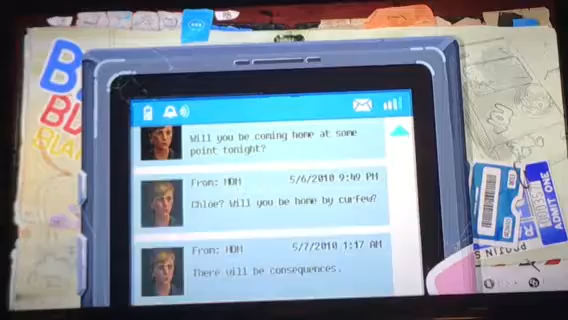 Will you be coming home at some
point tonight?
From: MOM 5/6/2010 9:49 PM
Chloe? Will you be home by curfew?
From: MOM 5/7/2010 1:17 AM
There will be consequences.
ADMIT ONE